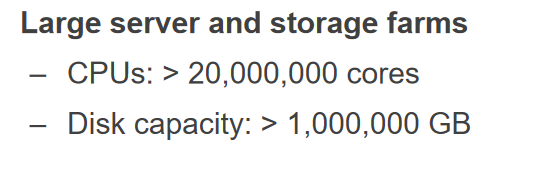 Large server and storage farms
– CPUs: > 20,000,000 cores
– Disk capacity: > 1,000,000 GB